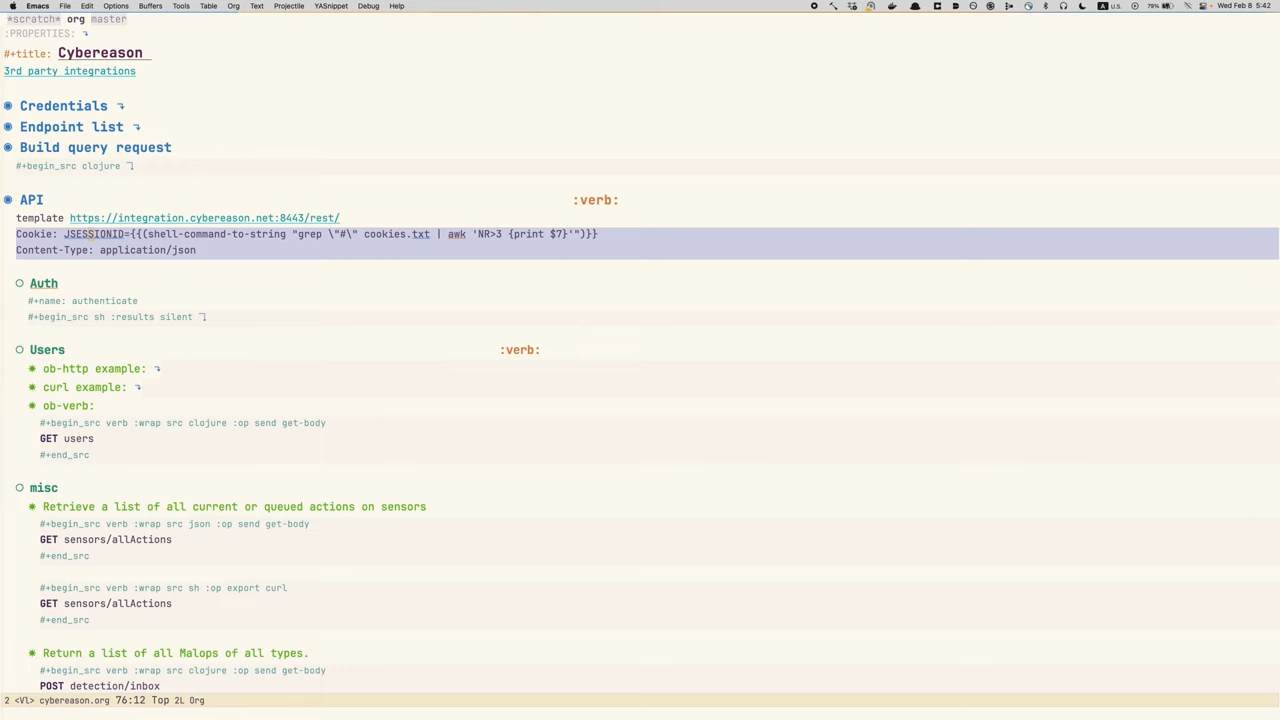 Emacs File Edit Options Buffers Tools Table Org Text Projectile YASnippet Debug Help A U.S. 79% Wed Feb 8 5:42
*scratch* org master
:PROPERTIES:
#+title: Cybereason
3rd party integrations
Credentials
Endpoint list
Build query request
#+begin_src clojure
API :verb:
template https://integration.cybereason.net:8443/rest/
Cookie: JSESSIONID={{(shell-command-to-string "grep \"#\" cookies.txt | awk 'NR>3 {print $7}'")}}
Content-Type: application/json
Auth
#+name: authenticate
#+begin_src sh :results silent
Users :verb:
ob-http example:
curl example:
ob-verb:
#+begin_src verb :wrap src clojure :op send get-body
GET users
#+end_src
misc
Retrieve a list of all current or queued actions on sensors
#+begin_src verb :wrap src json :op send get-body
GET sensors/allActions
#+end_src
#+begin_src verb :wrap src sh :op export curl
GET sensors/allActions
#+end_src
Return a list of all Malops of all types.
#+begin_src verb :wrap src clojure :op send get-body
POST detection/inbox
2 <Vl> cybereason.org 76:12 Top 2L Org